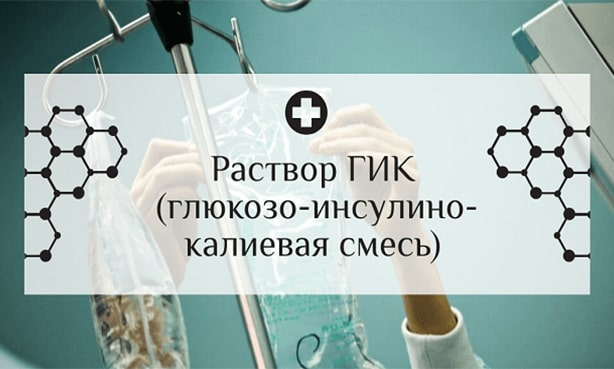 Раствор ГИК
(глюкозо-инсулино-
калиевая смесь)